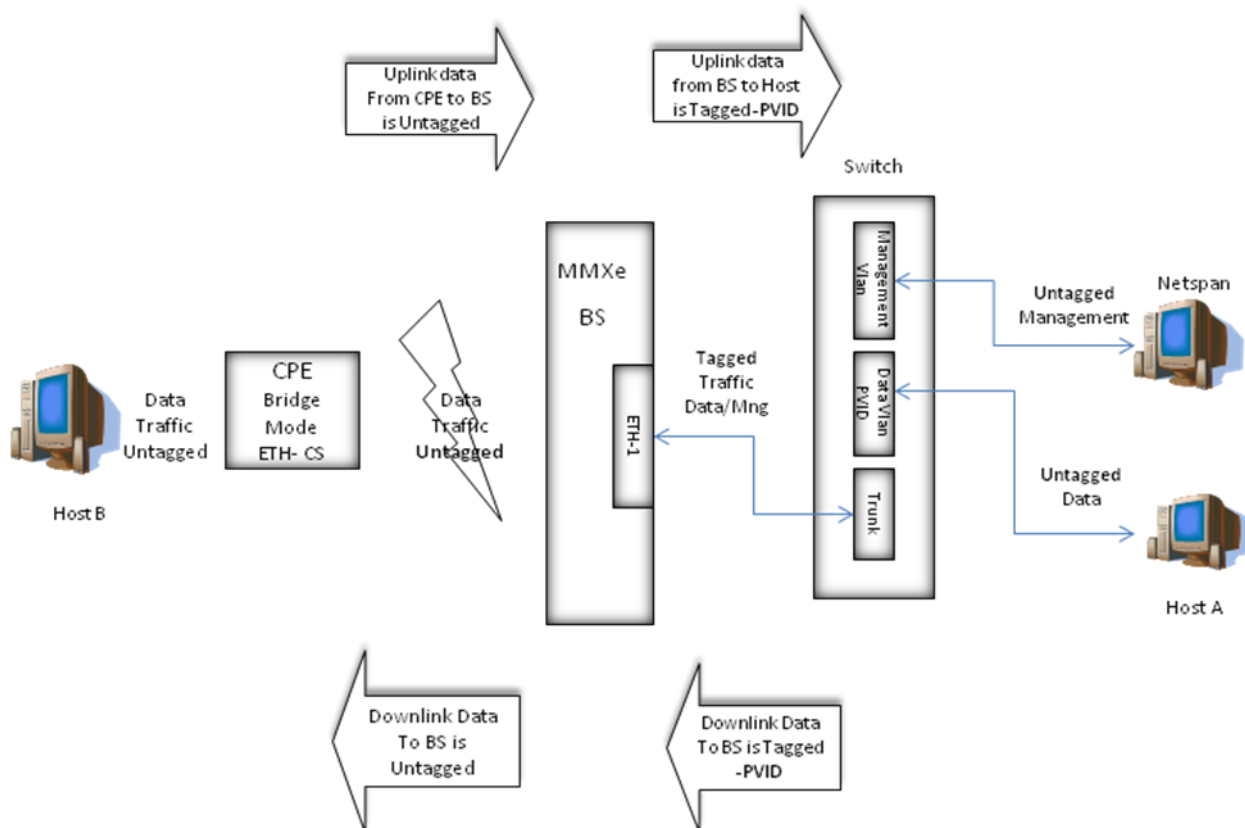 Uplink data
From CPE to BS
is Untagged
Uplink data
from BS to Host
is Tagged-PVID
Switch
MMXe
BS
ETH-1
Management
Vlan
Data Vlan
PVID
Trunk
Netspan
Untagged
Management
Tagged
Traffic
Data/Mng
CPE
Bridge
Mode
ETH- CS
Data
Traffic
Untagged
Data
Traffic
Untagged
Host B
Untagged
Data
Host A
Downlink Data
To BS is
Untagged
Downlink Data
To BS is Tagged
-PVID